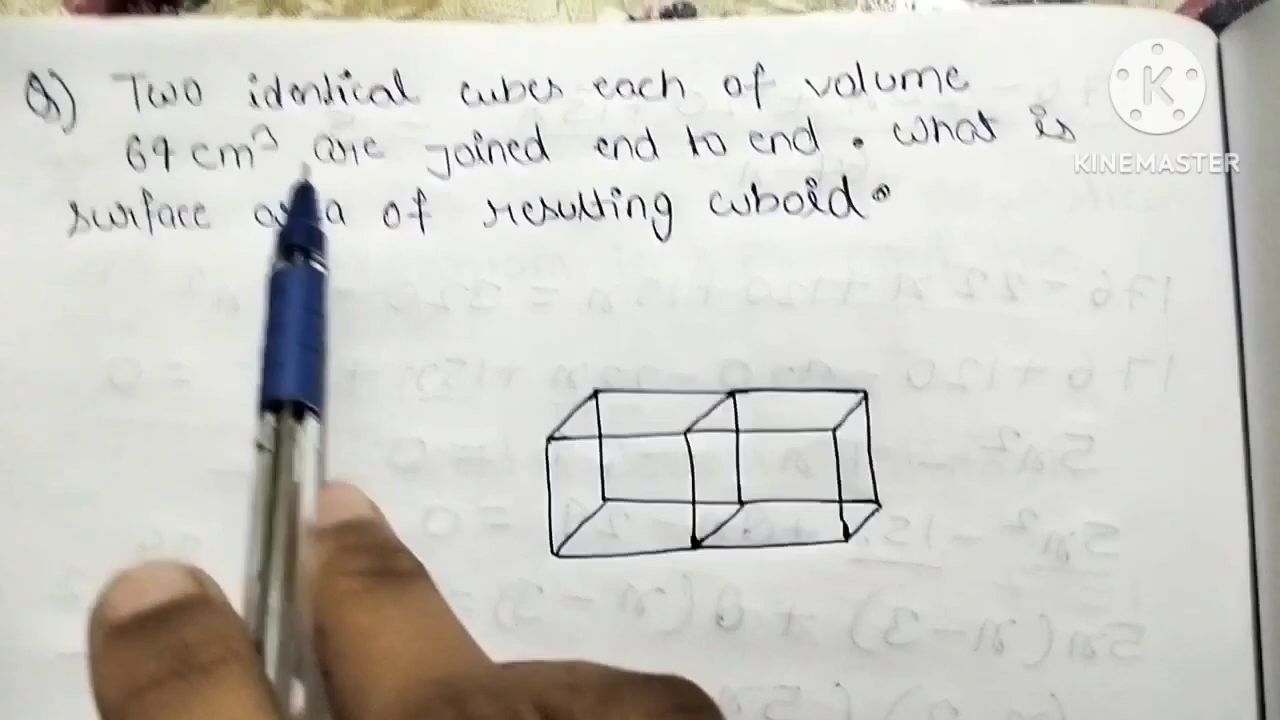 Q) Two identical cubes each of volume
64 cm³ are joined end to end. What is
surface area of resulting cuboid.
KINEMASTER